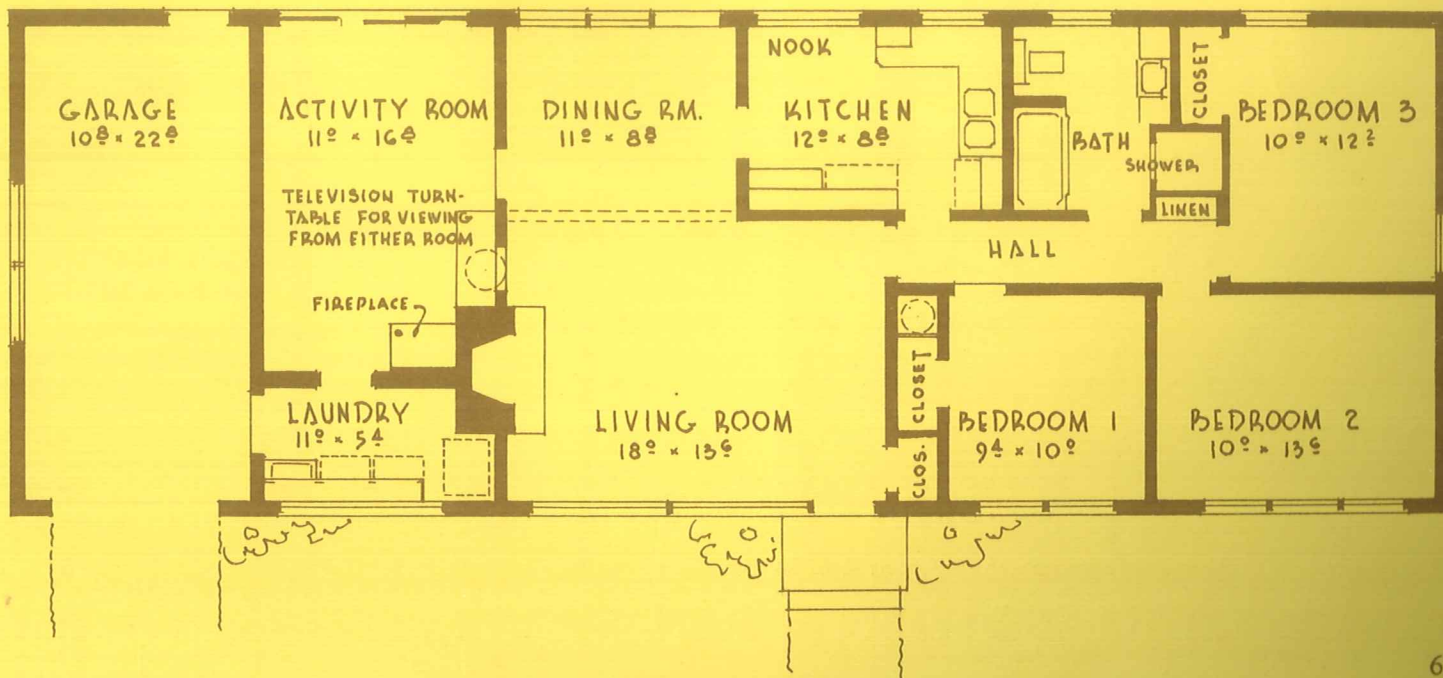 GARAGE
10⁸ x 22⁸
ACTIVITY ROOM
11⁰ x 16⁸
TELEVISION TURN-
TABLE FOR VIEWING
FROM EITHER ROOM
FIREPLACE
LAUNDRY
11⁰ x 5⁴
DINING RM.
11⁰ x 8⁸
NOOK
KITCHEN
12⁰ x 8⁸
LIVING ROOM
18⁰ x 13⁶
BATH
SHOWER
LINEN
CLOSET
BEDROOM 3
10⁰ x 12²
HALL
CLOSET
CLOS.
BEDROOM 1
9⁴ x 10⁰
BEDROOM 2
10⁰ x 13⁶
6